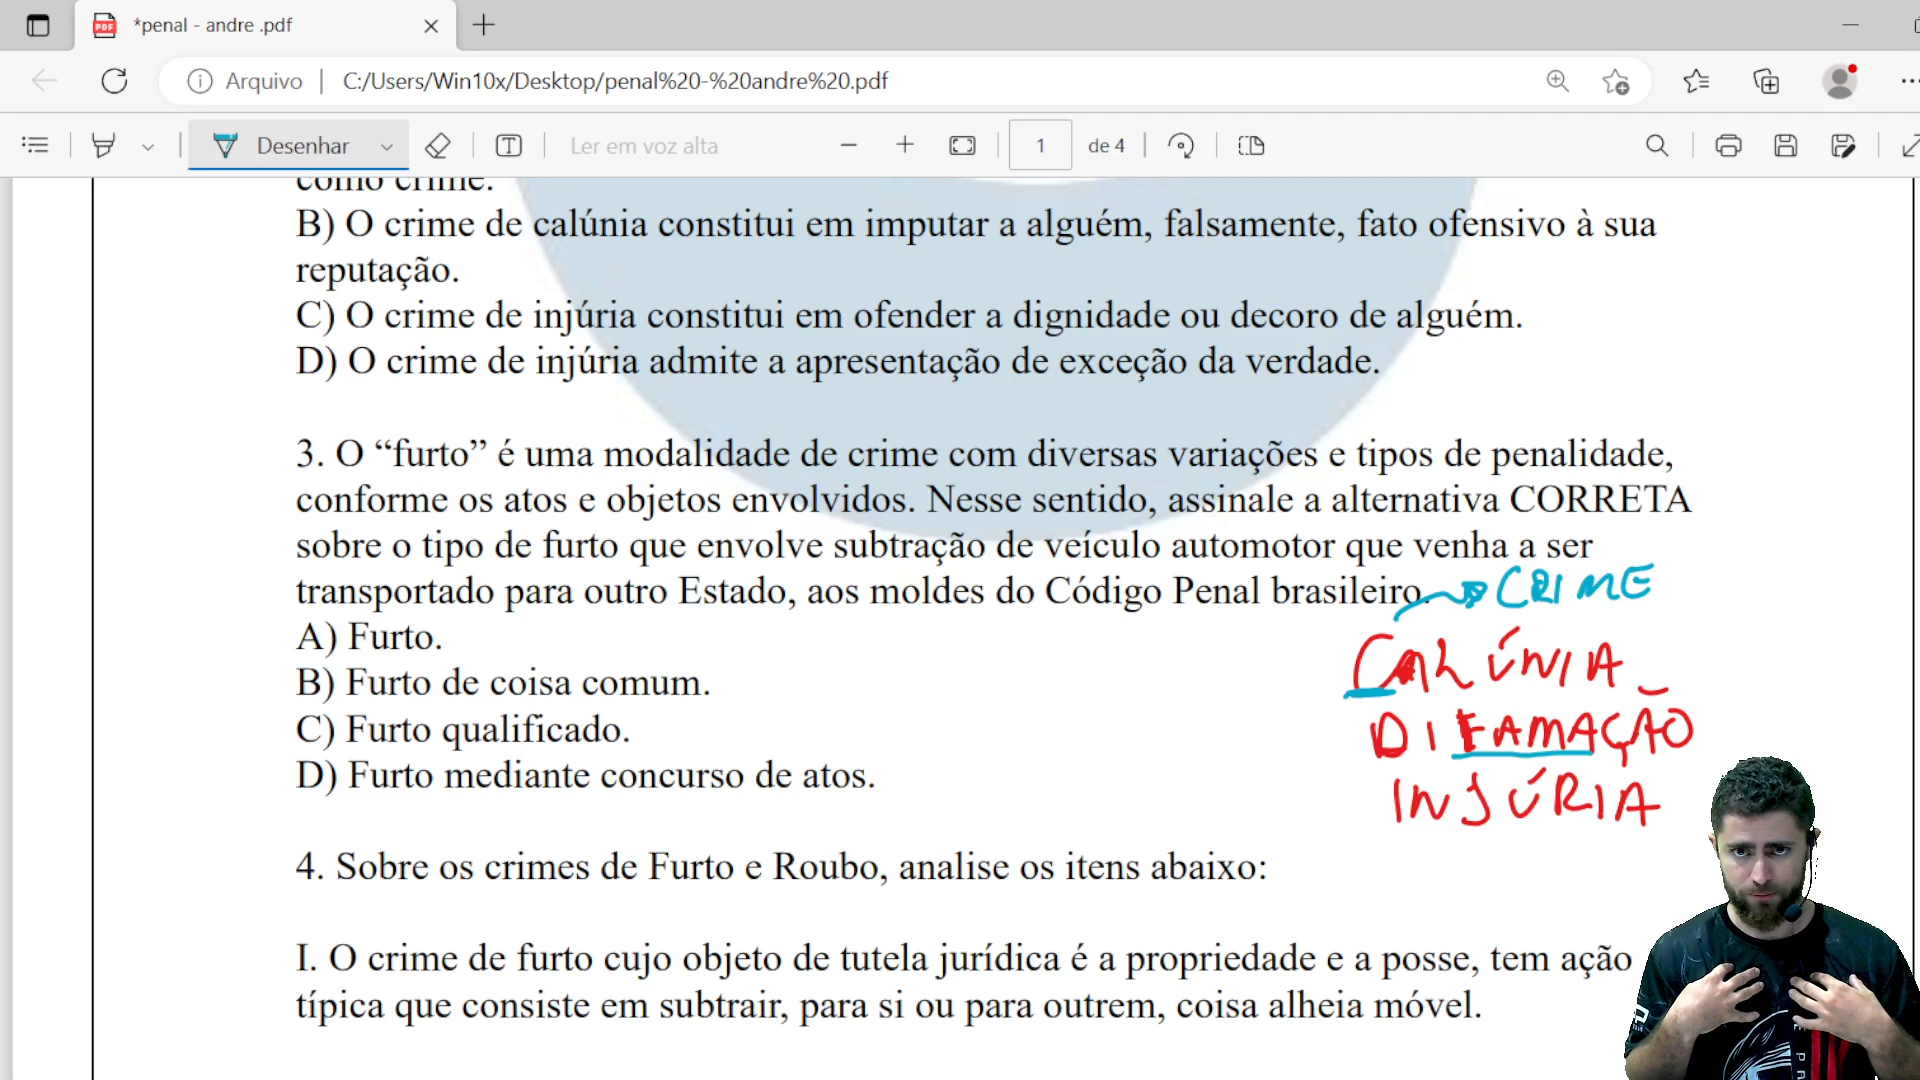 *penal - andre .pdf
Arquivo | C:/Users/Win10x/Desktop/penal%20-%20andre%20.pdf
Desenhar
Ler em voz alta
1 de 4
como crime.
B) O crime de calúnia constitui em imputar a alguém, falsamente, fato ofensivo à sua
reputação.
C) O crime de injúria constitui em ofender a dignidade ou decoro de alguém.
D) O crime de injúria admite a apresentação de exceção da verdade.
3. O “furto” é uma modalidade de crime com diversas variações e tipos de penalidade,
conforme os atos e objetos envolvidos. Nesse sentido, assinale a alternativa CORRETA
sobre o tipo de furto que envolve subtração de veículo automotor que venha a ser
transportado para outro Estado, aos moldes do Código Penal brasileiro.
CRIME
A) Furto.
CALÚNIA
B) Furto de coisa comum.
C) Furto qualificado.
DIFAMAÇÃO
D) Furto mediante concurso de atos.
INJÚRIA
4. Sobre os crimes de Furto e Roubo, analise os itens abaixo:
I. O crime de furto cujo objeto de tutela jurídica é a propriedade e a posse, tem ação
típica que consiste em subtrair, para si ou para outrem, coisa alheia móvel.